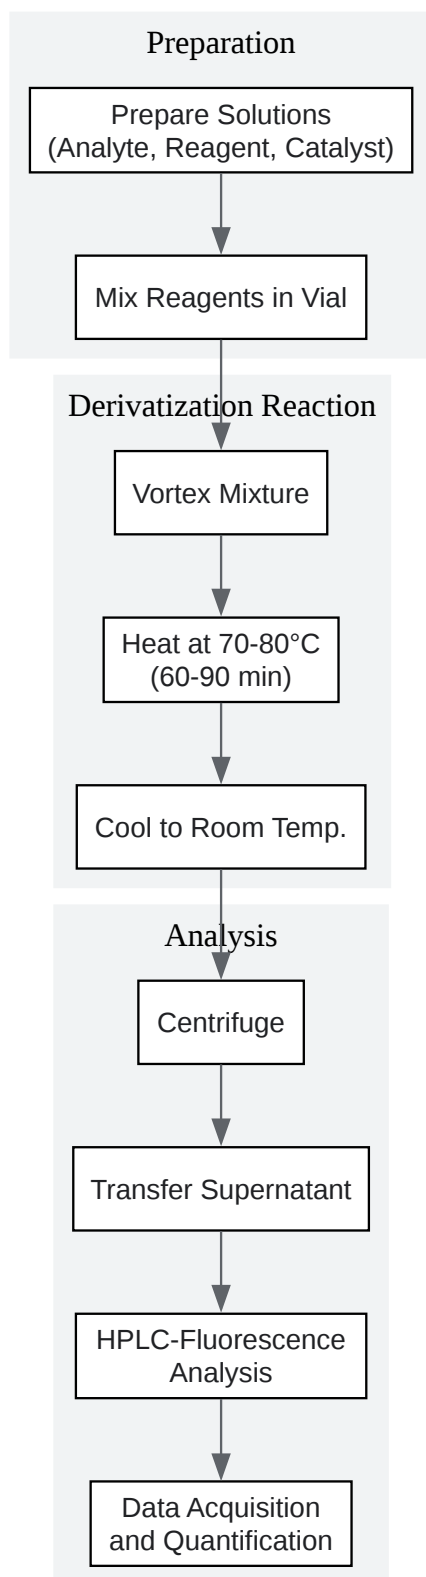 Preparation
Prepare Solutions
(Analyte, Reagent, Catalyst)
Mix Reagents in Vial
Derivatization Reaction
Vortex Mixture
Heat at 70-80°C
(60-90 min)
Cool to Room Temp.
Analysis
Centrifuge
Transfer Supernatant
HPLC-Fluorescence
Analysis
Data Acquisition
and Quantification